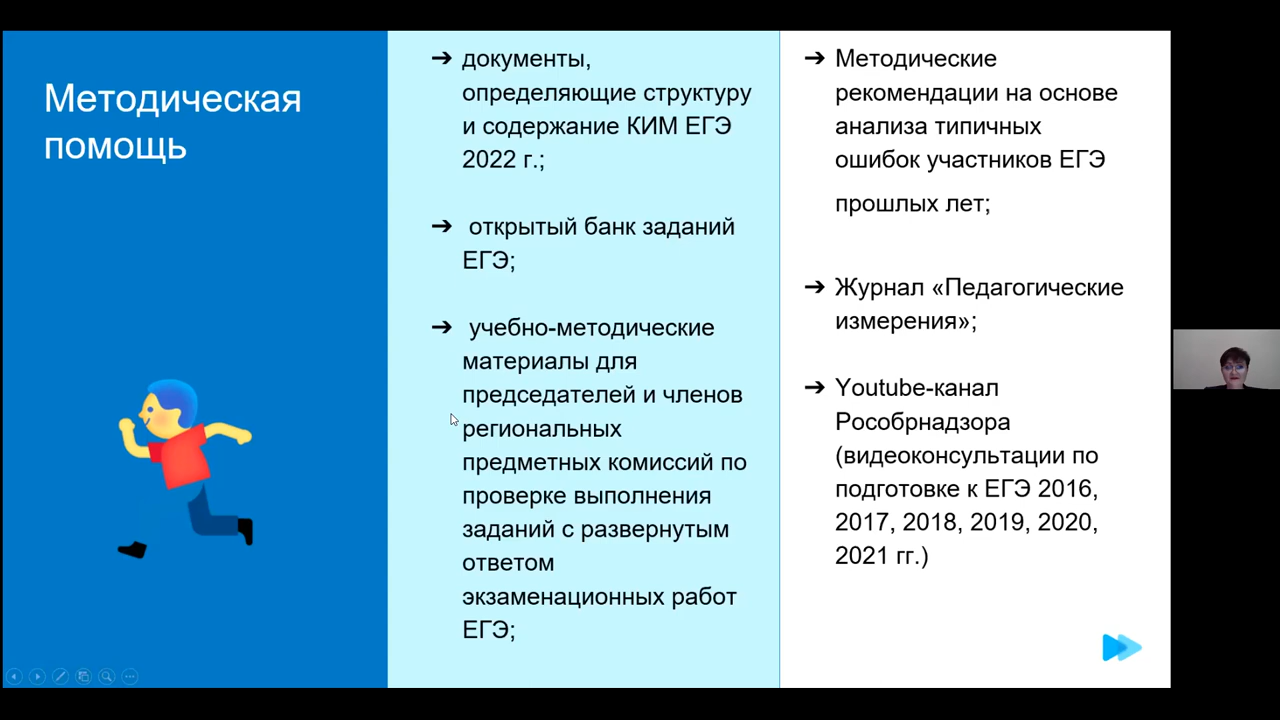 Методическая
помощь
➔ документы,
определяющие структуру
и содержание КИМ ЕГЭ
2022 г.;
➔ открытый банк заданий
ЕГЭ;
➔ учебно-методические
материалы для
председателей и членов
региональных
предметных комиссий по
проверке выполнения
заданий с развернутым
ответом
экзаменационных работ
ЕГЭ;
➔ Методические
рекомендации на основе
анализа типичных
ошибок участников ЕГЭ
прошлых лет;
➔ Журнал «Педагогические
измерения»;
➔ Youtube-канал
Рособрнадзора
(видеоконсультации по
подготовке к ЕГЭ 2016,
2017, 2018, 2019, 2020,
2021 гг.)